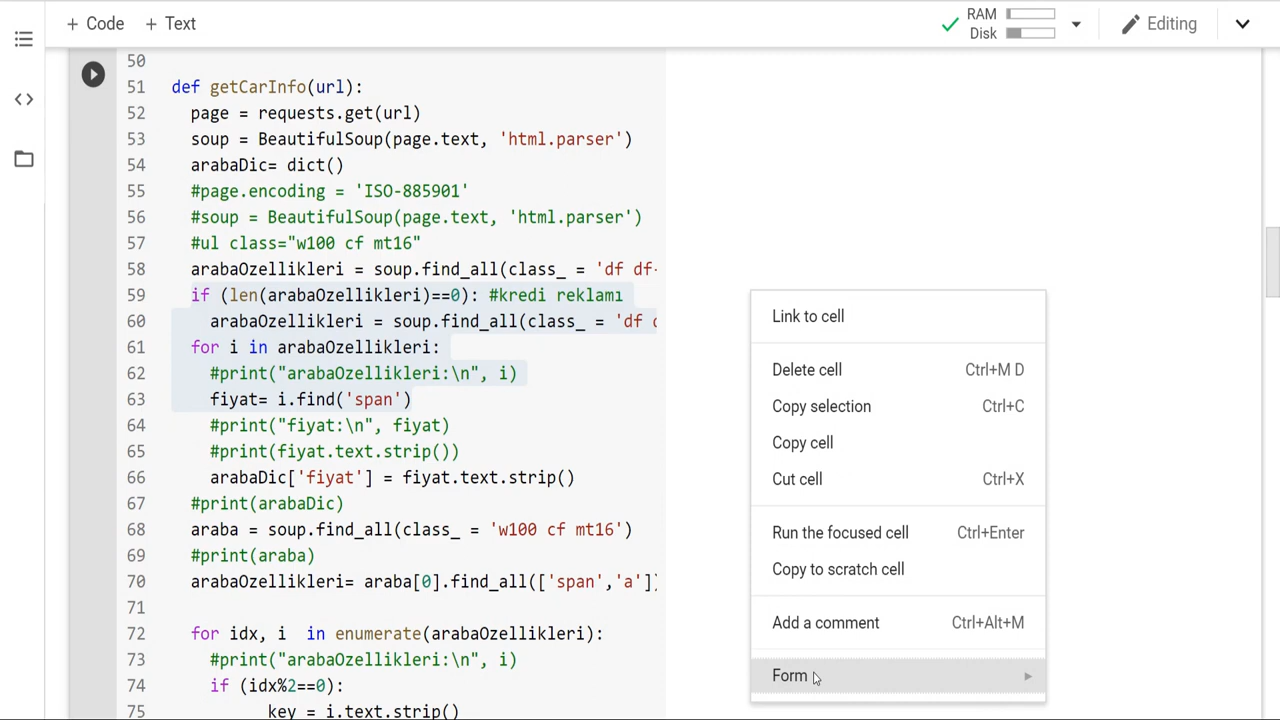 + Code + Text
RAM
Disk
Editing
50
51 def getCarInfo(url):
52 page = requests.get(url)
53 soup = BeautifulSoup(page.text, 'html.parser')
54 arabaDic= dict()
55 #page.encoding = 'ISO-885901'
56 #soup = BeautifulSoup(page.text, 'html.parser')
57 #ul class="w100 cf mt16"
58 arabaOzellikleri = soup.find_all(class_ = 'df df-
59 if (len(arabaOzellikleri)==0): #kredi reklamı
60 arabaOzellikleri = soup.find_all(class_ = 'df
61 for i in arabaOzellikleri:
62 #print("arabaOzellikleri:\n", i)
63 fiyat= i.find('span')
64 #print("fiyat:\n", fiyat)
65 #print(fiyat.text.strip())
66 arabaDic['fiyat'] = fiyat.text.strip()
67 #print(arabaDic)
68 araba = soup.find_all(class_ = 'w100 cf mt16')
69 #print(araba)
70 arabaOzellikleri= araba[0].find_all(['span','a'])
71
72 for idx, i in enumerate(arabaOzellikleri):
73 #print("arabaOzellikleri:\n", i)
74 if (idx%2==0):
75 key = i.text.strip()
Link to cell
Delete cell Ctrl+M D
Copy selection Ctrl+C
Copy cell
Cut cell Ctrl+X
Run the focused cell Ctrl+Enter
Copy to scratch cell
Add a comment Ctrl+Alt+M
Form